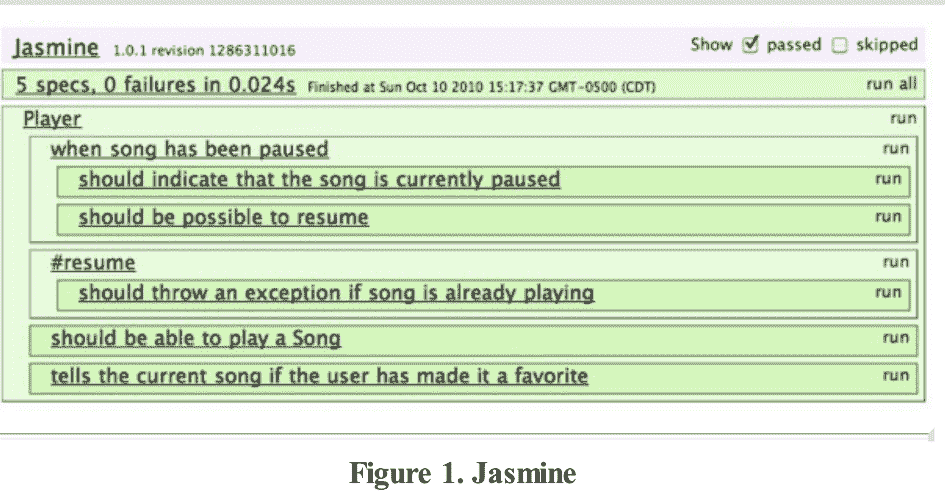 Jasmine 1.0.1 revision 1286311016 Show passed skipped
5 specs, 0 failures in 0.024s Finished at Sun Oct 10 2010 15:17:37 GMT-0500 (CDT) run all
Player run
when song has been paused run
should indicate that the song is currently paused run
should be possible to resume run
#resume run
should throw an exception if song is already playing run
should be able to play a Song run
tells the current song if the user has made it a favorite run
Figure 1. Jasmine